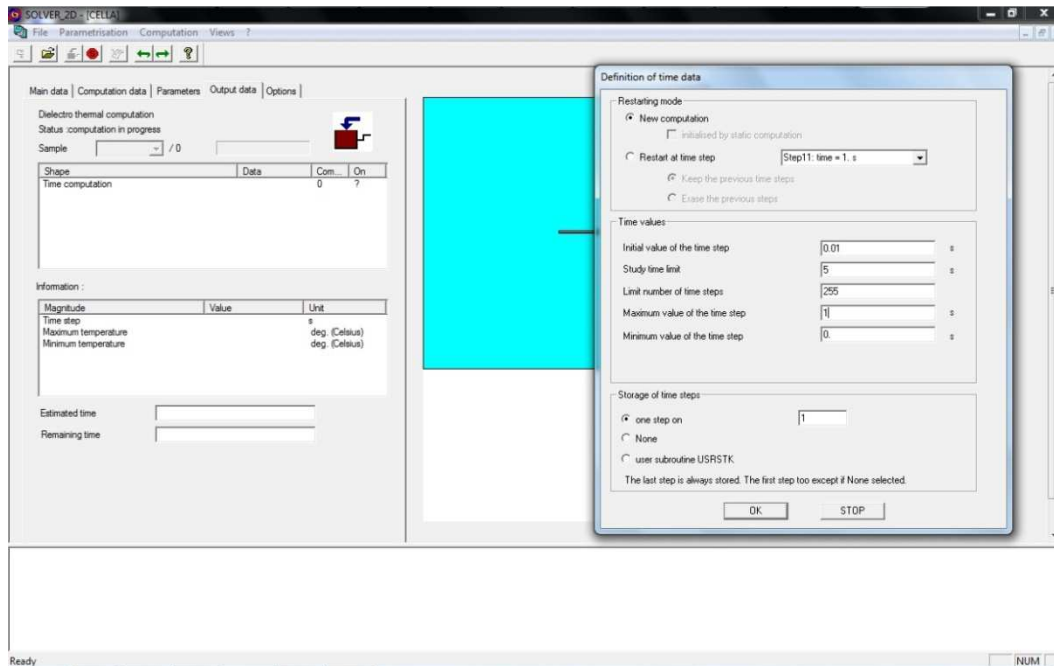 SOLVER_2D - [CELLA]
File Parametrisation Computation Views ?
Main data Computation data Parameters Output data Options
Dielectro thermal computation
Status :computation in progress
Sample / 0
Shape Data Com... On
Time computation 0 ?
Information :
Magnitude Value Unit
Time step s
Maximum temperature deg. (Celsius)
Minimum temperature deg. (Celsius)
Estimated time
Remaining time
Definition of time data
Restarting mode
New computation
initialised by static computation
Restart at time step Step11: time = 1. s
Keep the previous time steps
Erase the previous steps
Time values
Initial value of the time step 0.01 s
Study time limit 5 s
Limit number of time steps 255
Maximum value of the time step 1 s
Minimum value of the time step 0. s
Storage of time steps
one step on 1
None
user subroutine USRSTK
The last step is always stored. The first step too except if None selected.
OK STOP
Ready NUM